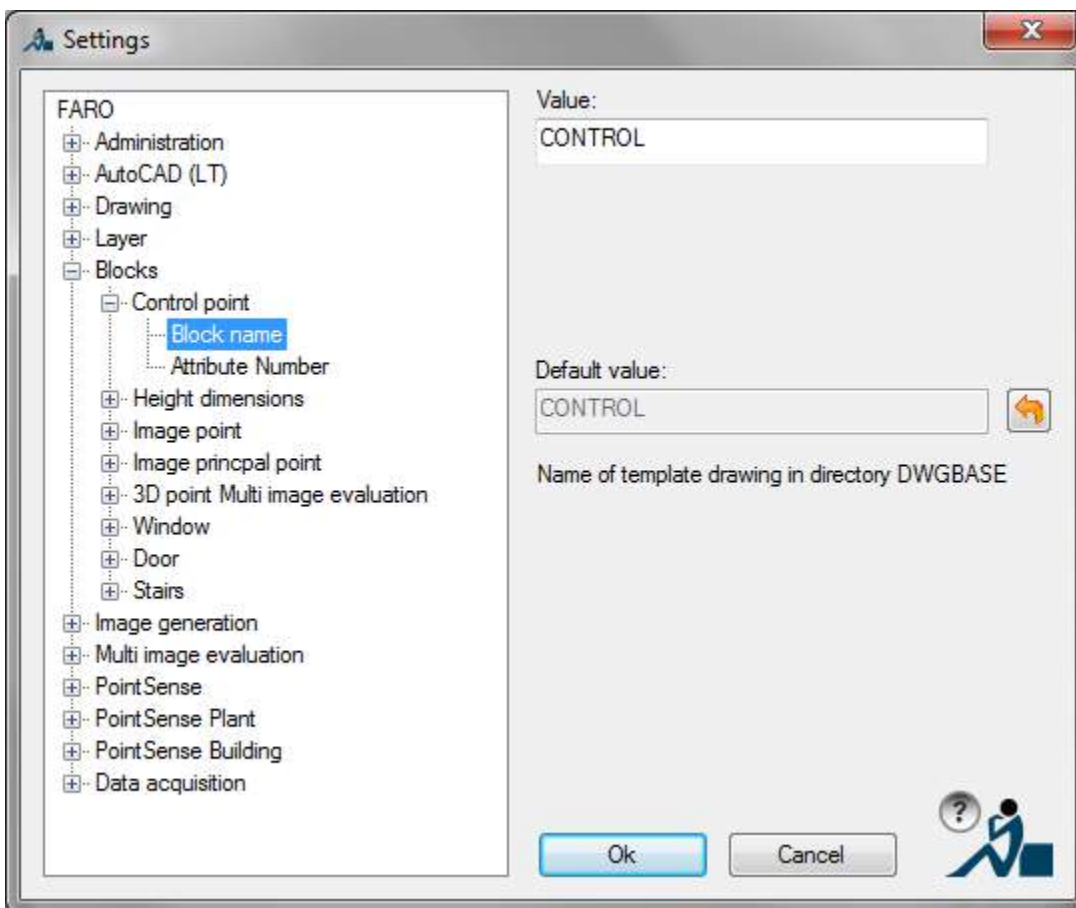 Settings
FARO
Administration
AutoCAD (LT)
Drawing
Layer
Blocks
Control point
Block name
Attribute Number
Height dimensions
Image point
Image princpal point
3D point Multi image evaluation
Window
Door
Stairs
Image generation
Multi image evaluation
PointSense
PointSense Plant
PointSense Building
Data acquisition
Value:
CONTROL
Default value:
CONTROL
Name of template drawing in directory DWGBASE
?
Ok
Cancel